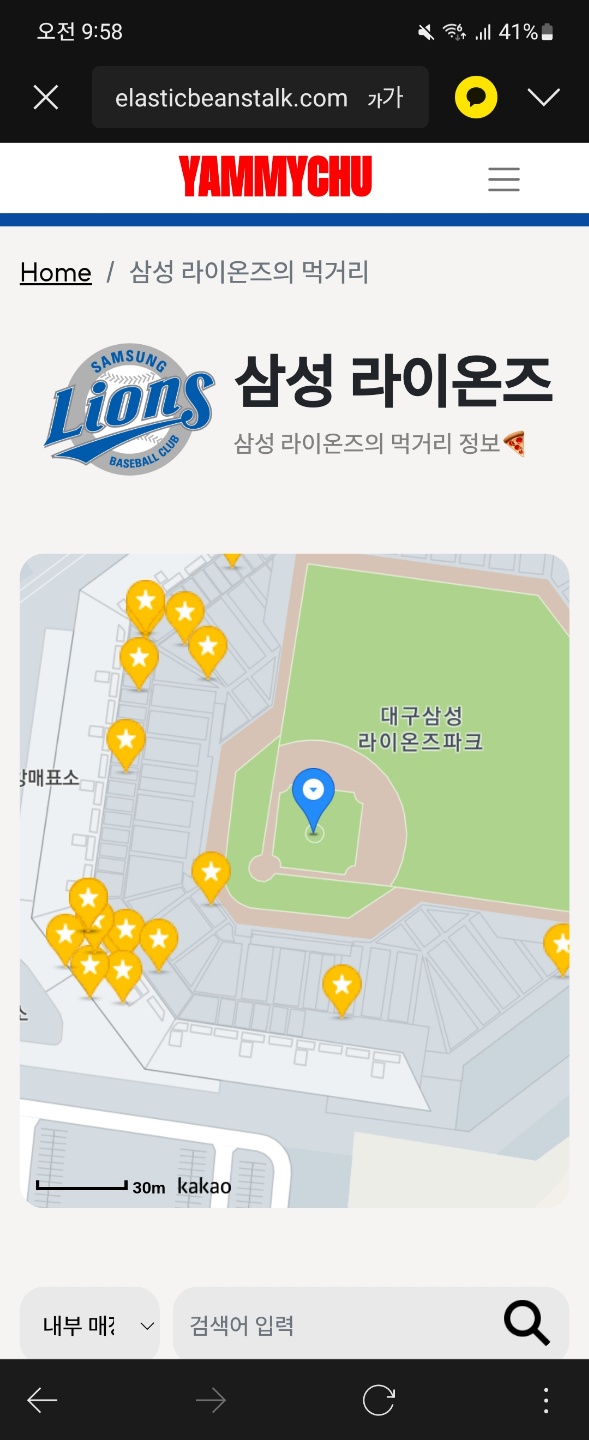 오전 9:58
41%
elasticbeanstalk.com 가가
YAMMYCHU
Home / 삼성 라이온즈의 먹거리
SAMSUNG
Lions
BASEBALL CLUB
삼성 라이온즈
삼성 라이온즈의 먹거리 정보
대구삼성
라이온즈파크
매표소
30m kakao
내부 매
검색어 입력